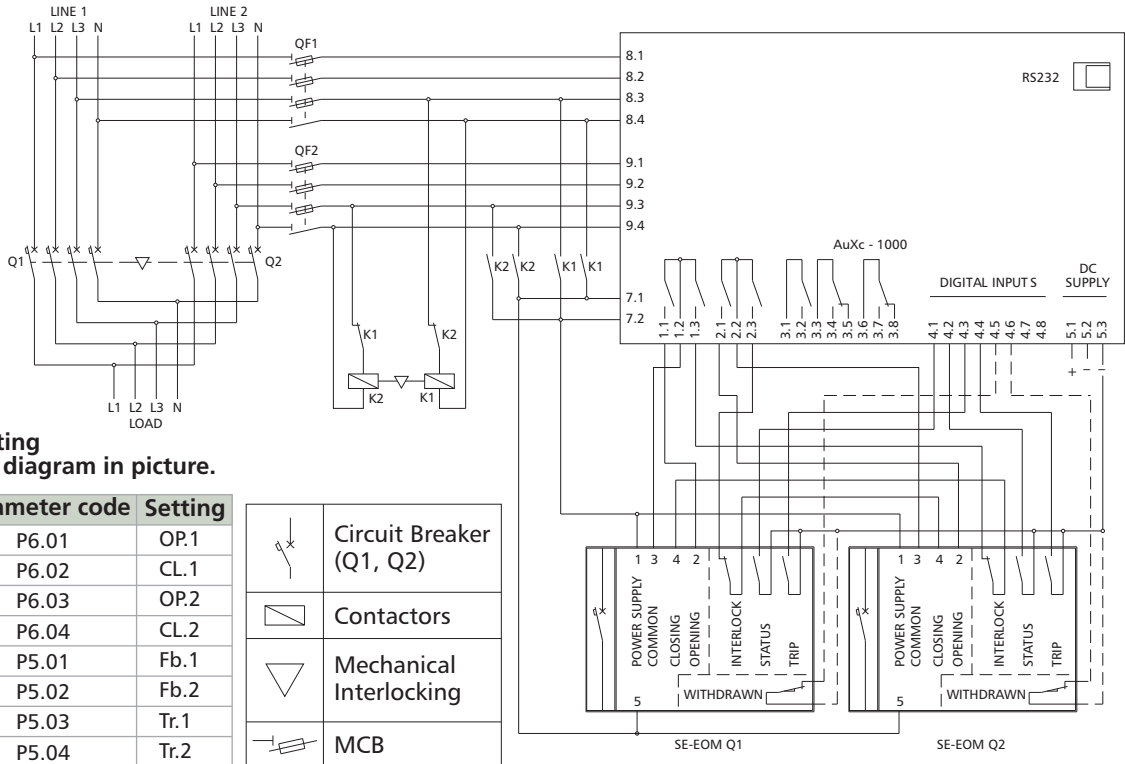 LINE 1
L1 L2 L3 N
LINE 2
L1 L2 L3 N
QF1
8.1
8.2
8.3
8.4
RS232
QF2
9.1
9.2
9.3
9.4
AuXc - 1000
Q1
Q2
K2 K2 K1 K1
DIGITAL INPUT S
DC
SUPPLY
7.1
7.2
1.1 1.2 1.3 2.1 2.2 2.3 3.1 3.2 3.3 3.4 3.5 3.6 3.7 3.8 4.1 4.2 4.3 4.4 4.5 4.6 4.7 4.8 5.1 5.2 5.3
K1
K2
+ - -
K2
K1
L1 L2 L3 N
LOAD
ting
diagram in picture.
ameter code Setting
P6.01 OP.1
P6.02 CL.1
P6.03 OP.2
P6.04 CL.2
P5.01 Fb.1
P5.02 Fb.2
P5.03 Tr.1
P5.04 Tr.2
Circuit Breaker
(Q1, Q2)
Contactors
Mechanical
Interlocking
MCB
1 3 4 2
POWER SUPPLY
COMMON
CLOSING
OPENING
INTERLOCK
STATUS
TRIP
WITHDRAWN
5
SE-EOM Q1
1 3 4 2
POWER SUPPLY
COMMON
CLOSING
OPENING
INTERLOCK
STATUS
TRIP
WITHDRAWN
5
SE-EOM Q2